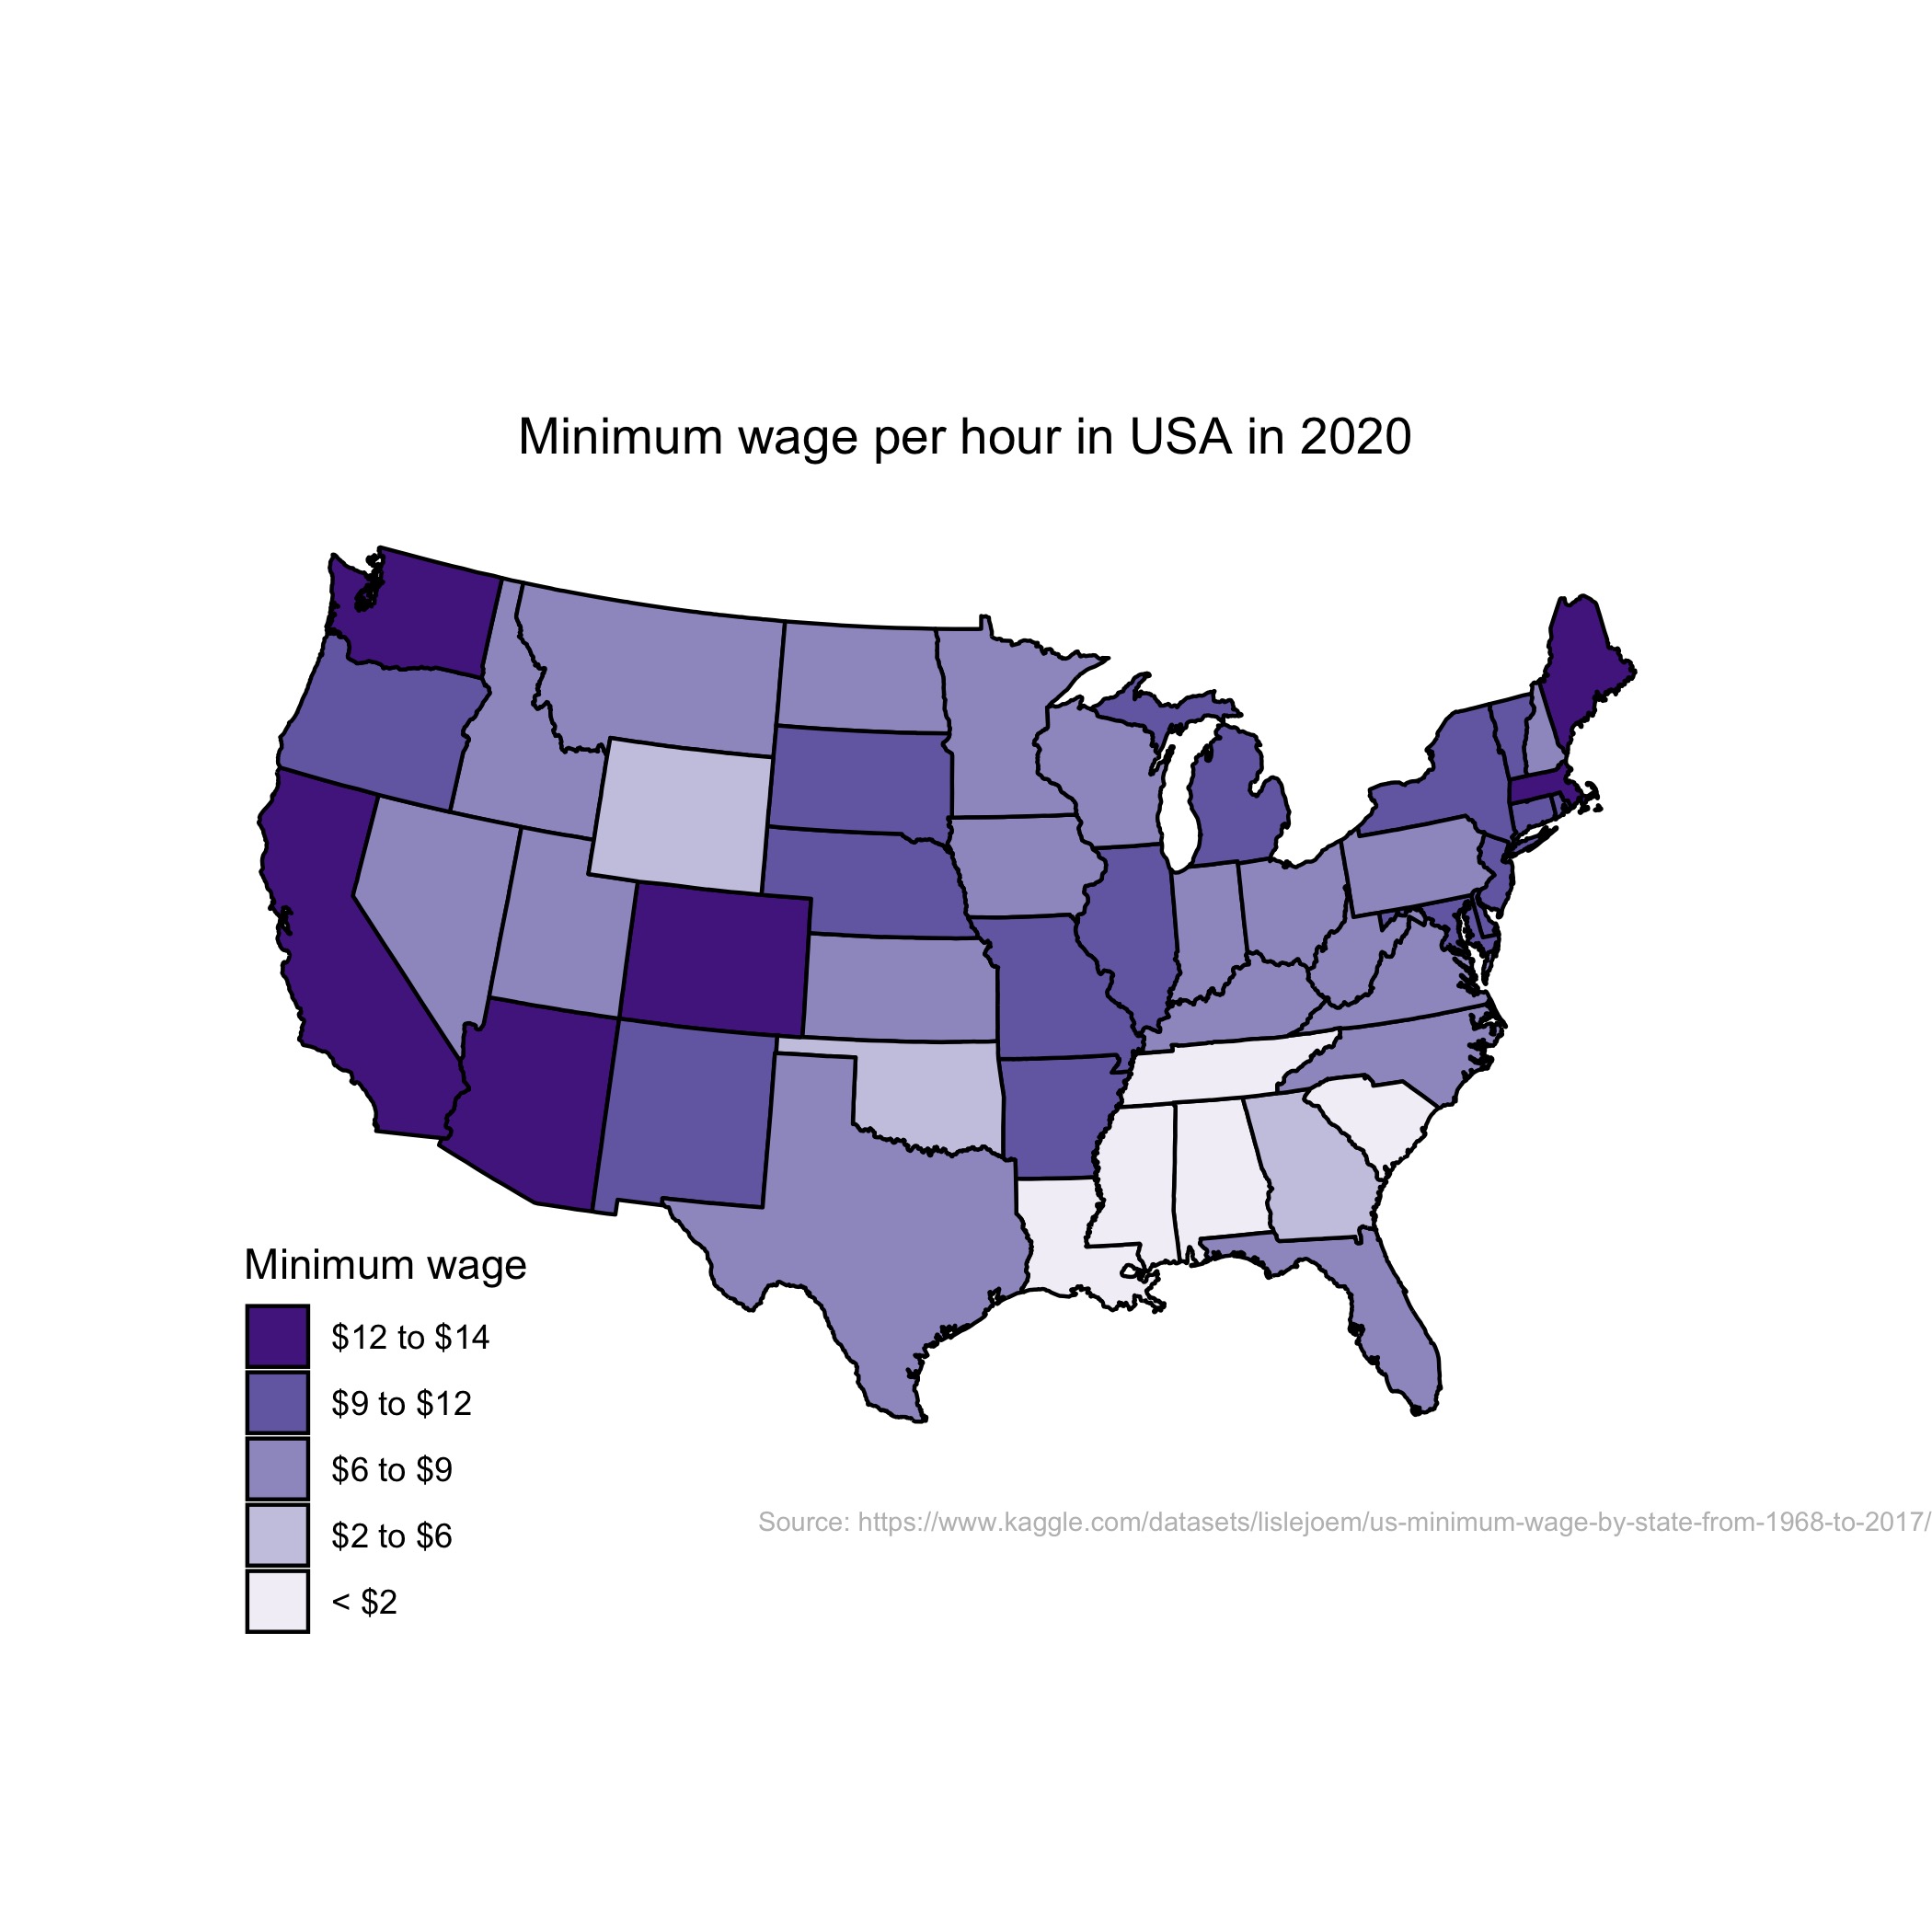 Minimum wage per hour in USA in 2020
Minimum wage
$12 to $14
$9 to $12
$6 to $9
$2 to $6
< $2
Source: https://www.kaggle.com/datasets/lislejoem/us-minimum-wage-by-state-from-1968-to-2017/